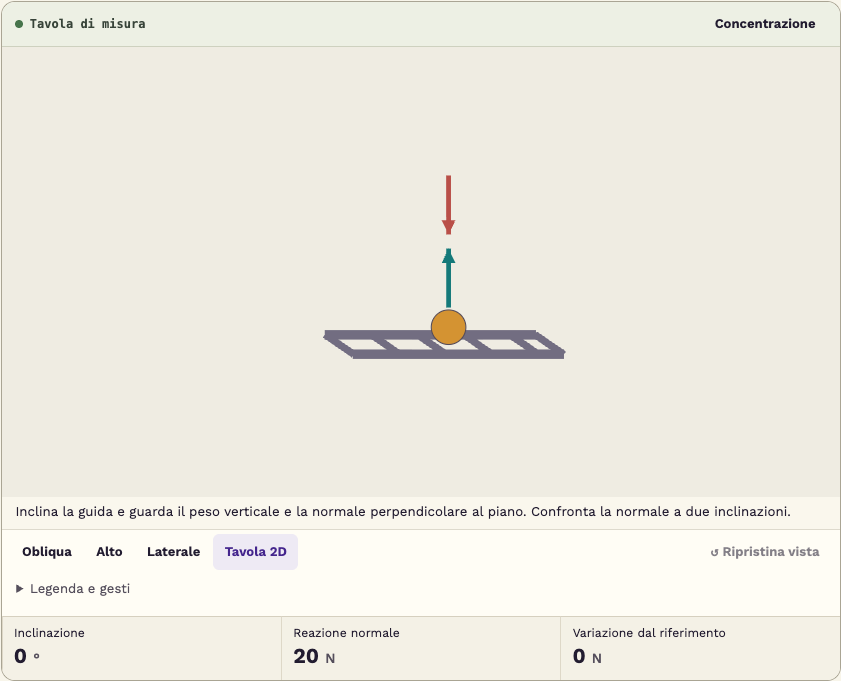 Tavola di misura
Concentrazione
Inclina la guida e guarda il peso verticale e la normale perpendicolare al piano. Confronta la normale a due inclinazioni.
Obliqua Alto Laterale Tavola 2D ↺ Ripristina vista
▶ Legenda e gesti
Inclinazione Reazione normale Variazione dal riferimento
0 ° 20 N 0 N